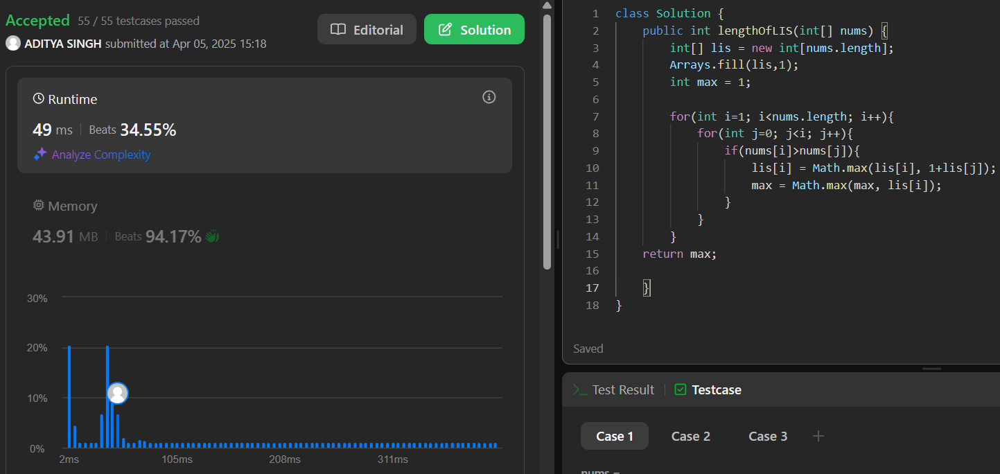 Accepted 55 / 55 testcases passed
Editorial
Solution
ADITYA SINGH submitted at Apr 05, 2025 15:18
Runtime
49 ms Beats 34.55%
Analyze Complexity
Memory
43.91 MB Beats 94.17%
30%
20%
10%
0%
2ms 105ms 208ms 311ms
1 class Solution {
2 public int lengthOfLIS(int[] nums) {
3 int[] lis = new int[nums.length];
4 Arrays.fill(lis,1);
5 int max = 1;
6
7 for(int i=1; i<nums.length; i++){
8 for(int j=0; j<i; j++){
9 if(nums[i]>nums[j]){
10 lis[i] = Math.max(lis[i], 1+lis[j]);
11 max = Math.max(max, lis[i]);
12 }
13 }
14 }
15 return max;
16
17 }
18 }
Saved
Test Result Testcase
Case 1 Case 2 Case 3 +
nums =